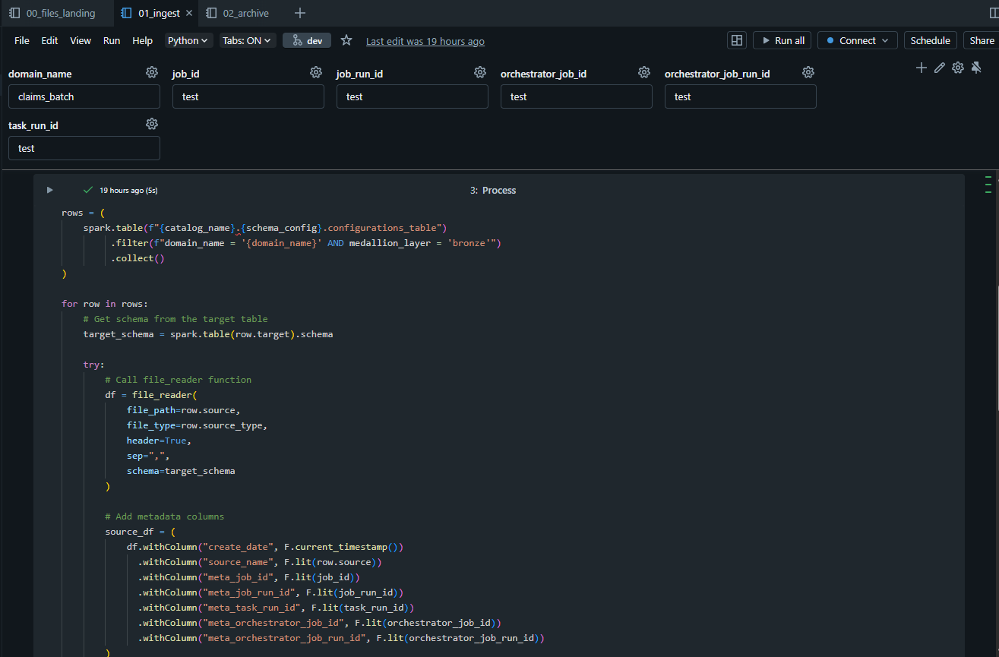 00_files_landing 01_ingest 02_archive
File Edit View Run Help Python Tabs: ON dev Last edit was 19 hours ago Run all Connect Schedule Share
domain_name job_id job_run_id orchestrator_job_id orchestrator_job_run_id
claims_batch test test test test
task_run_id
test
19 hours ago (5s) 3: Process
rows = (
    spark.table(f"{catalog_name}.{schema_config}.configurations_table")
         .filter(f"domain_name = '{domain_name}' AND medallion_layer = 'bronze'")
         .collect()
)
for row in rows:
    # Get schema from the target table
    target_schema = spark.table(row.target).schema
    try:
        # Call file_reader function
        df = file_reader(
            file_path=row.source,
            file_type=row.source_type,
            header=True,
            sep=",",
            schema=target_schema
        )
        # Add metadata columns
        source_df = (
            df.withColumn("create_date", F.current_timestamp())
              .withColumn("source_name", F.lit(row.source))
              .withColumn("meta_job_id", F.lit(job_id))
              .withColumn("meta_job_run_id", F.lit(job_run_id))
              .withColumn("meta_task_run_id", F.lit(task_run_id))
              .withColumn("meta_orchestrator_job_id", F.lit(orchestrator_job_id))
              .withColumn("meta_orchestrator_job_run_id", F.lit(orchestrator_job_run_id))
        )